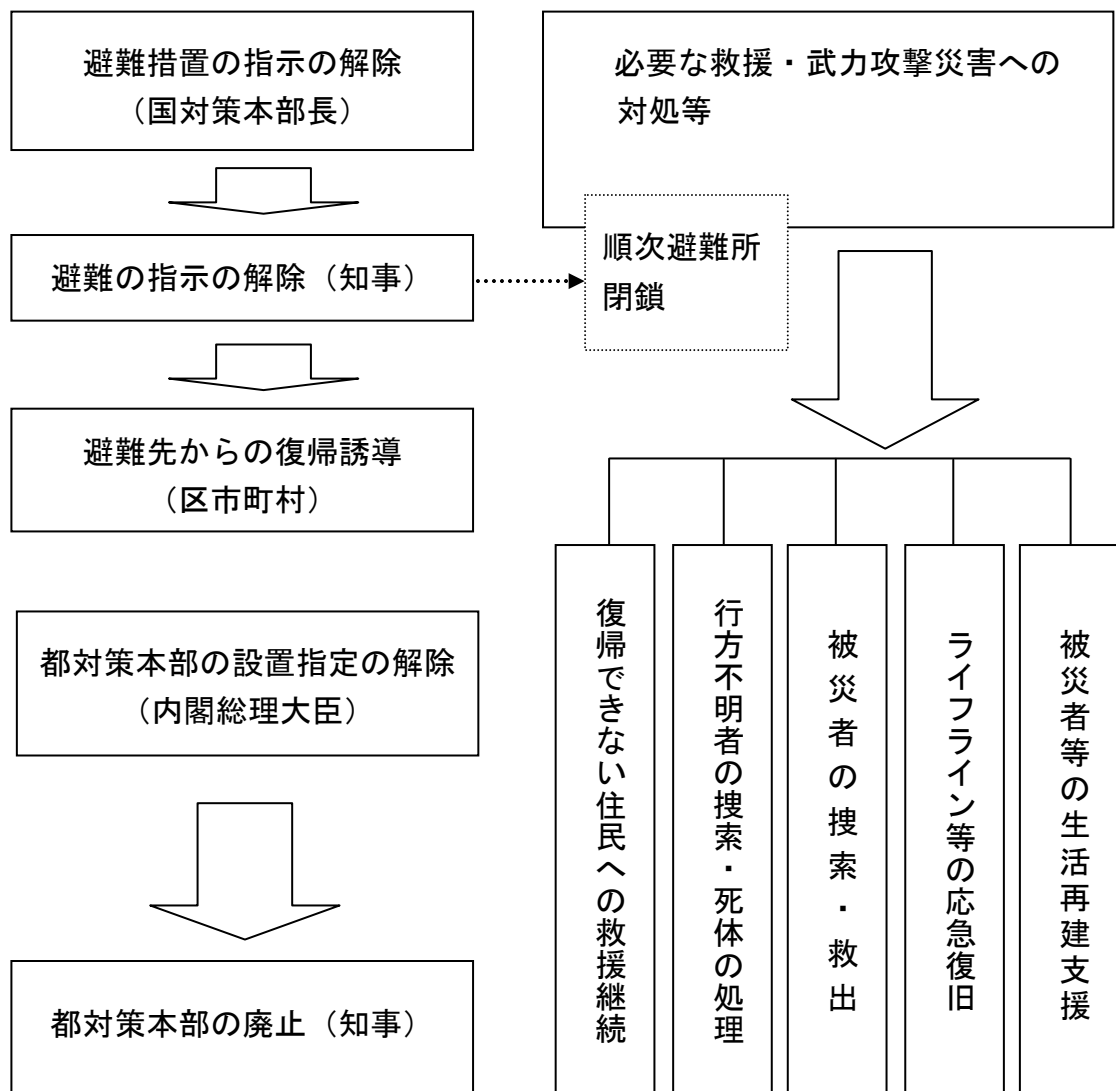 避難措置の指示の解除
（国対策本部長）
避難の指示の解除（知事）
避難先からの復帰誘導
（区市町村）
都対策本部の設置指定の解除
（内閣総理大臣）
都対策本部の廃止（知事）
必要な救援・武力攻撃災害への
対処等
順次避難所
閉鎖
復帰できない住民への救援継続
行方不明者の捜索・死体の処理
被災者の捜索・救出
ライフライン等の応急復旧
被災者等の生活再建支援